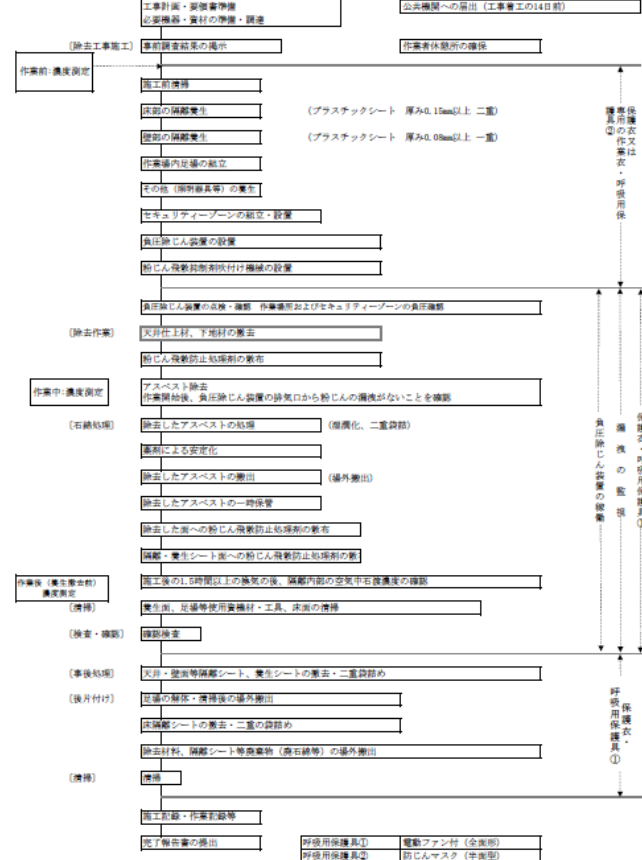 工事計画・要領書準備
必要機器・資材の準備・調達
公共機関への届出（工事着工の14日前）
［除去工事施工］
事前調査結果の掲示
作業者休憩所の確保
作業前:濃度測定
施工前清掃
床部の隔離養生
（プラスチックシート　厚み0.15mm以上　二重）
壁部の隔離養生
（プラスチックシート　厚み0.08mm以上　一重）
作業場内足場の組立
その他（照明器具等）の養生
セキュリティーゾーンの組立・設置
負圧除じん装置の設置
粉じん飛散抑制剤吹付け機械の設置
保護衣又は
専用の作業衣・呼吸用保
護具②
負圧除じん装置の点検・確認　作業場所およびセキュリティーゾーンの負圧確認
［除去作業］
天井仕上材、下地材の撤去
粉じん飛散防止処理剤の散布
作業中:濃度測定
アスベスト除去
作業開始後、負圧除じん装置の排気口から粉じんの漏洩がないことを確認
［石綿処理］
除去したアスベストの処理
（湿潤化、二重袋詰）
薬剤による安定化
除去したアスベストの搬出
（場外搬出）
除去したアスベストの一時保管
除去した面への粉じん飛散防止処理剤の散布
隔離・養生シート面への粉じん飛散防止処理剤の散
作業後（養生撤去前）
濃度測定
施工後の1.5時間以上の換気の後、隔離内部の空気中石綿濃度の確認
［清掃］
養生面、足場等使用資機材・工具、床面の清掃
［検査・確認］
確認検査
負圧除じん装置の稼働
漏洩の監視
保護衣・呼吸用保護具①
［事後処理］
天井・壁面等隔離シート、養生シートの撤去・二重袋詰め
［後片付け］
足場の解体・清掃後の場外搬出
床隔離シートの撤去・二重の袋詰め
除去材料、隔離シート等廃棄物（廃石綿等）の場外搬出
［清掃］
清掃
保護衣・
呼吸用保護具①
施工記録・作業記録等
完了報告書の提出
呼吸用保護具①
電動ファン付（全面形）
呼吸用保護具②
防じんマスク（半面型）